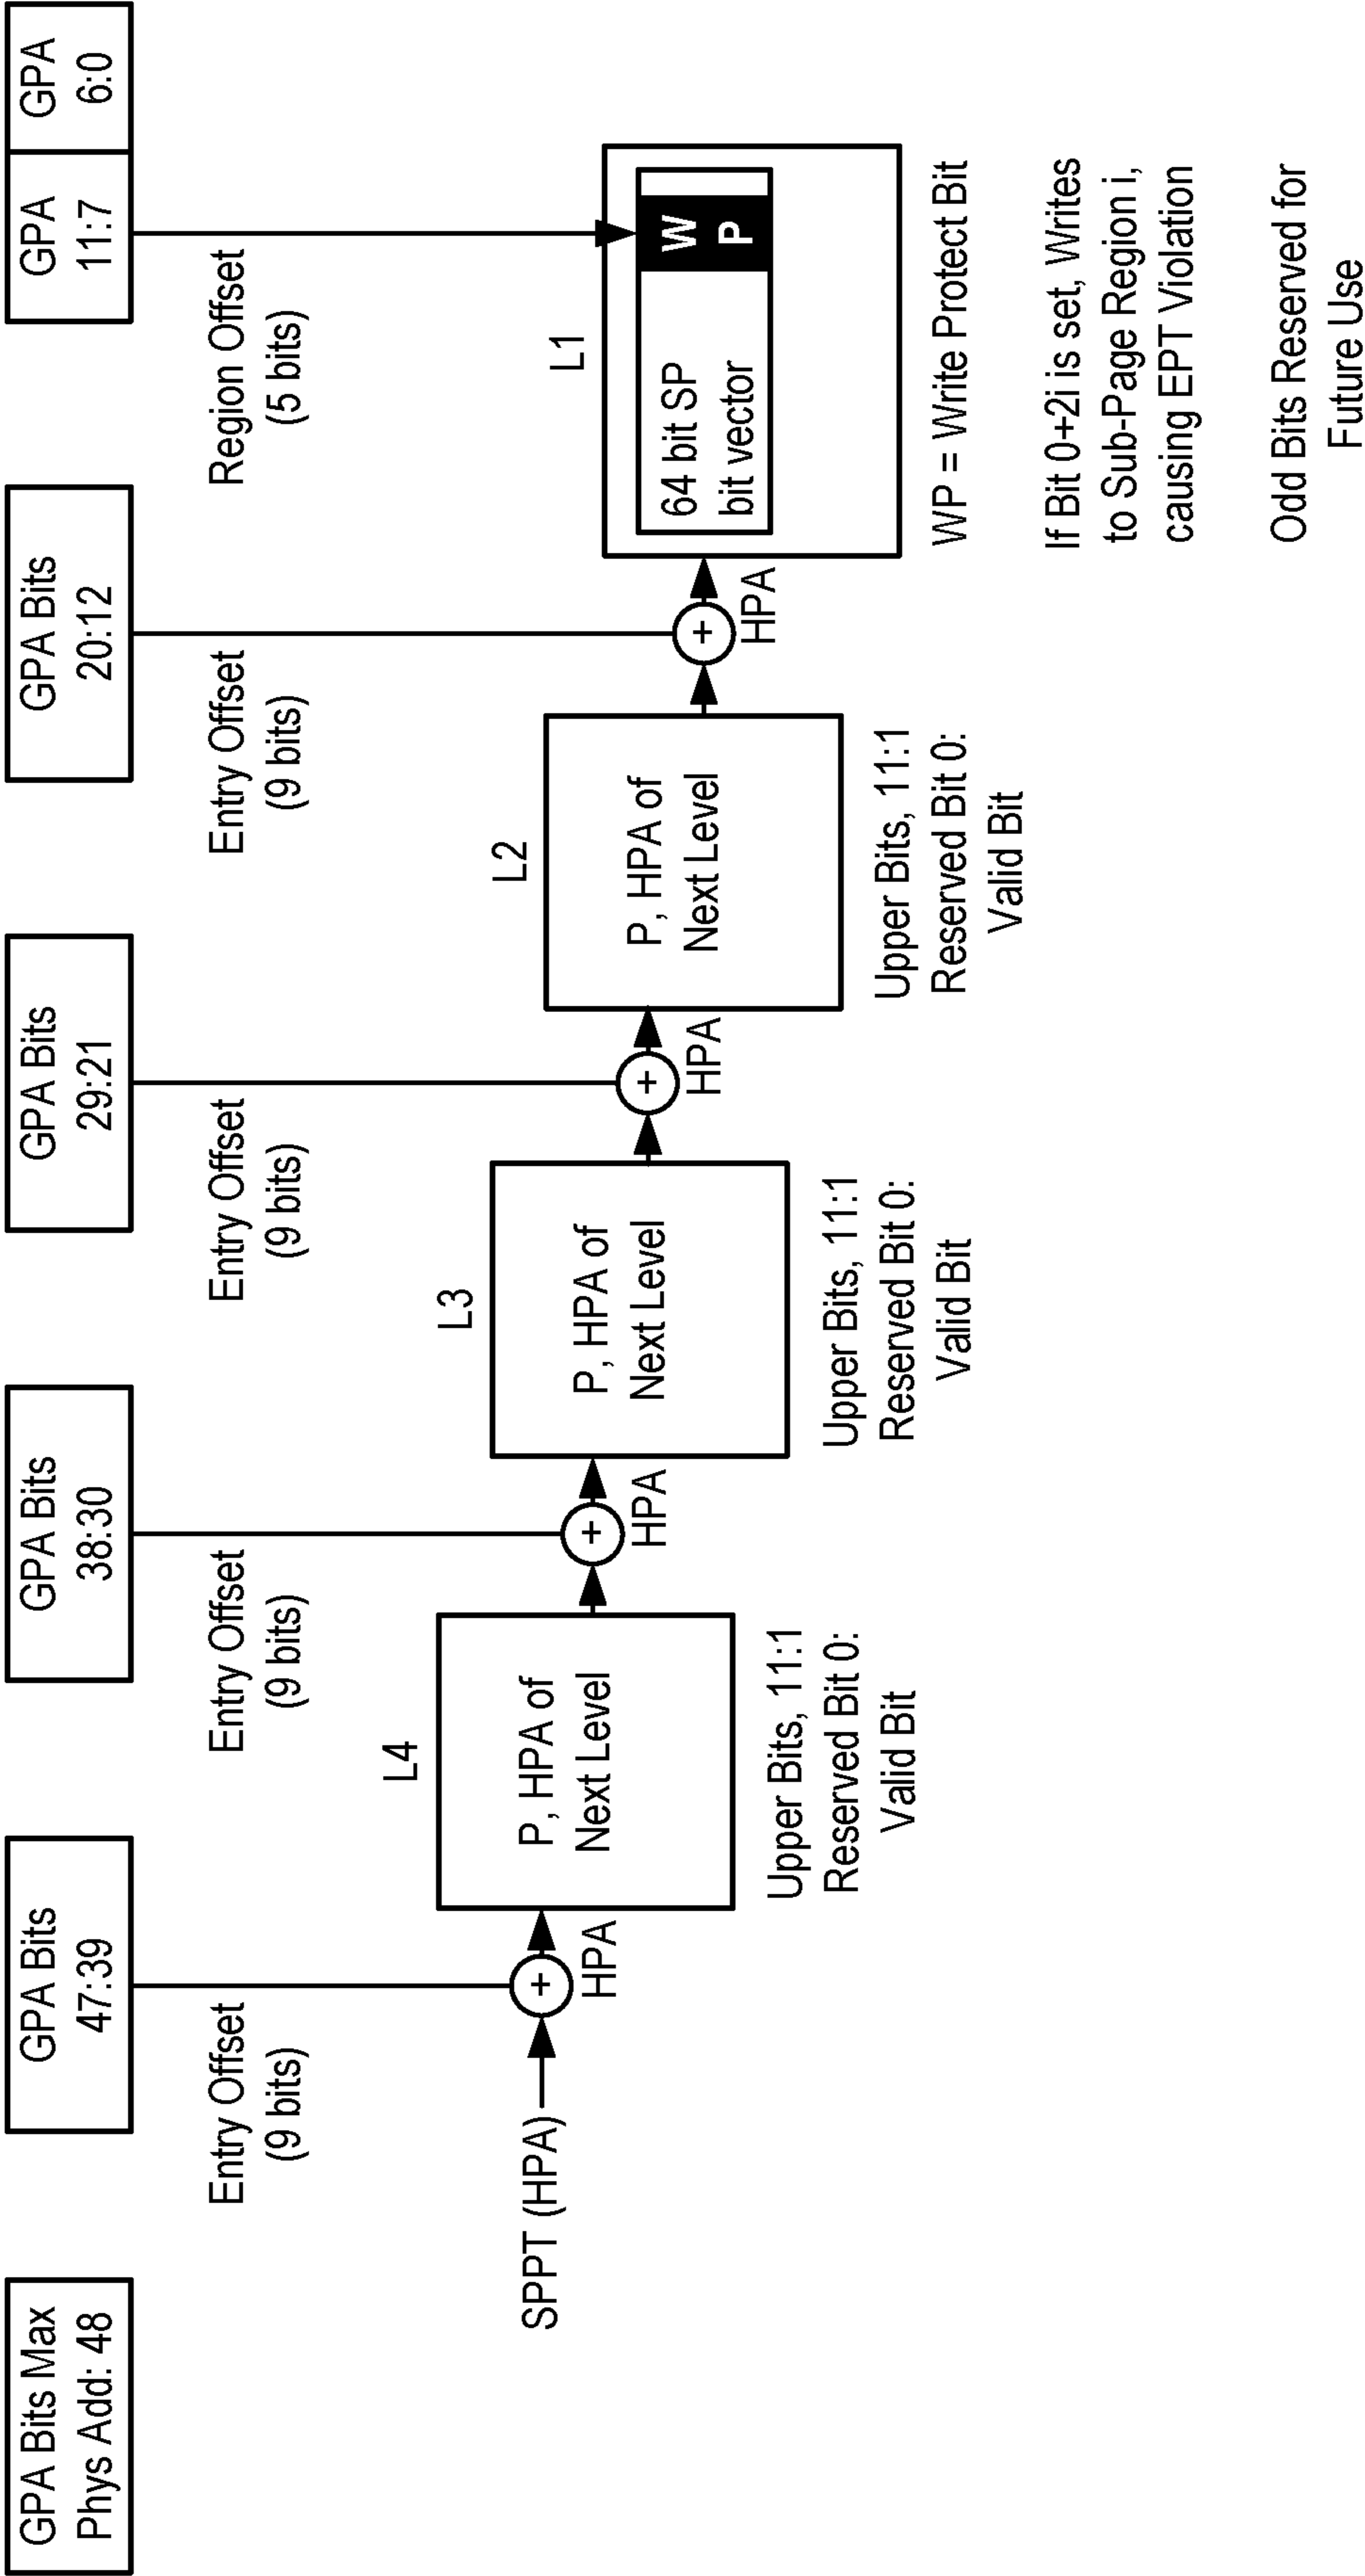 GPA Bits Max
Phys Add: 48
GPA Bits
47:39
GPA Bits
38:30
GPA Bits
29:21
GPA Bits
20:12
GPA
11:7
GPA
6:0
Entry Offset
(9 bits)
Entry Offset
(9 bits)
Entry Offset
(9 bits)
Entry Offset
(9 bits)
Region Offset
(5 bits)
SPPT (HPA)
+
HPA
L4
P, HPA of
Next Level
Upper Bits, 11:1
Reserved Bit 0:
Valid Bit
+
HPA
L3
P, HPA of
Next Level
Upper Bits, 11:1
Reserved Bit 0:
Valid Bit
+
HPA
L2
P, HPA of
Next Level
Upper Bits, 11:1
Reserved Bit 0:
Valid Bit
+
HPA
L1
64 bit SP
bit vector
W
P
WP = Write Protect Bit
If Bit 0+2i is set, Writes
to Sub-Page Region i,
causing EPT Violation
Odd Bits Reserved for
Future Use